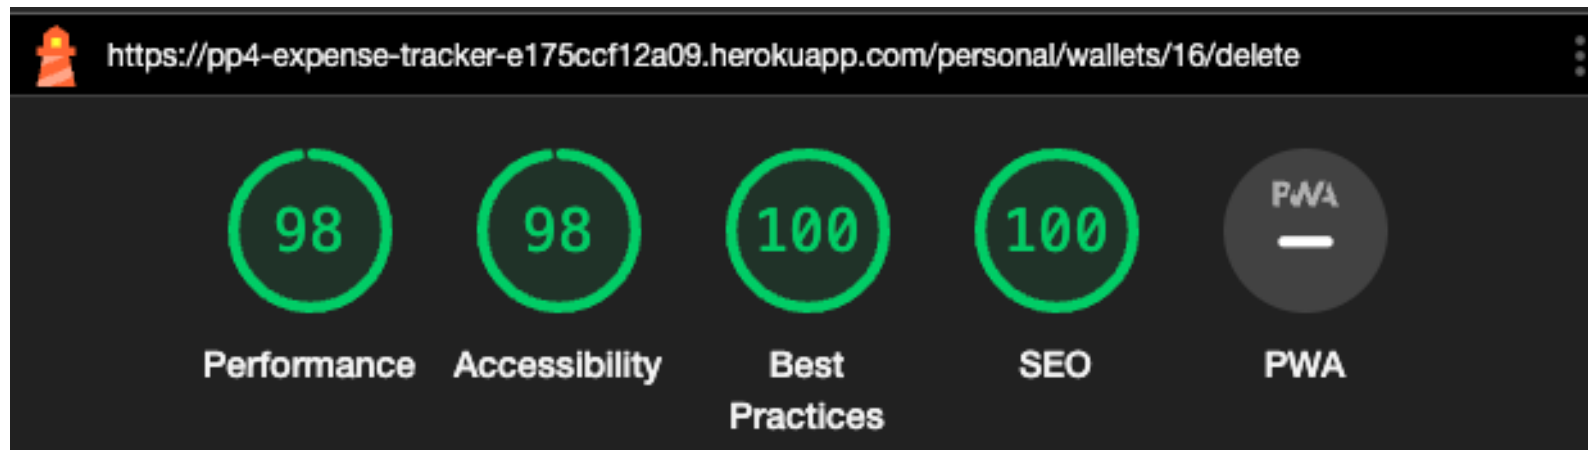 https://pp4-expense-tracker-e175ccf12a09.herokuapp.com/personal/wallets/16/delete
98 98 100 100 PWA
Performance Accessibility Best Practices SEO PWA